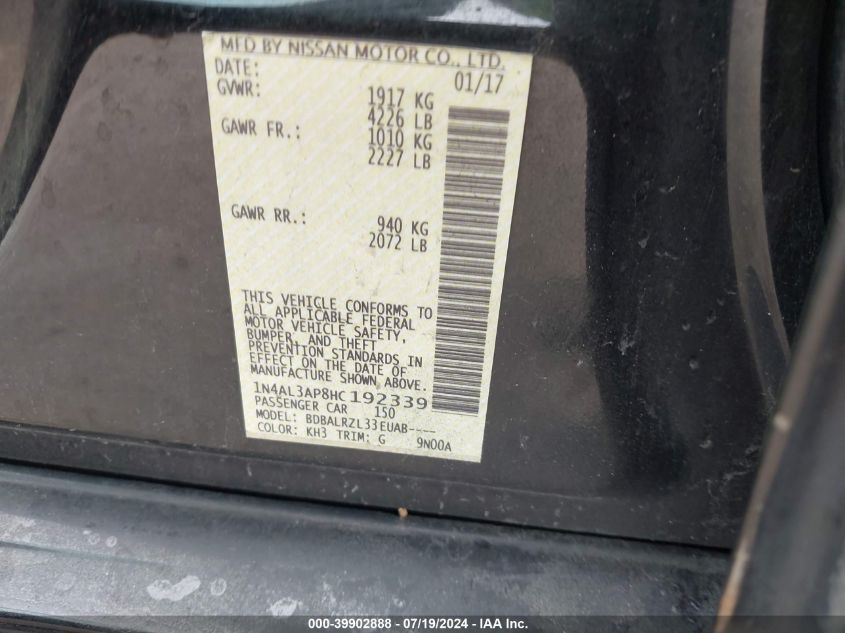 MFD BY NISSAN MOTOR CO., LTD.
DATE: 01/17
GVWR: 1917 KG
4226 LB
GAWR FR.: 1010 KG
2227 LB
GAWR RR.: 940 KG
2072 LB
THIS VEHICLE CONFORMS TO
ALL APPLICABLE FEDERAL
MOTOR VEHICLE SAFETY,
BUMPER, AND THEFT
PREVENTION STANDARDS IN
EFFECT ON THE DATE OF
MANUFACTURE SHOWN ABOVE.
1N4AL3AP8HC192339
PASSENGER CAR 150
MODEL: BDBALRZL33EUAB----
COLOR: KH3 TRIM: G 9N00A
000-39902888 - 07/19/2024 - IAA Inc.